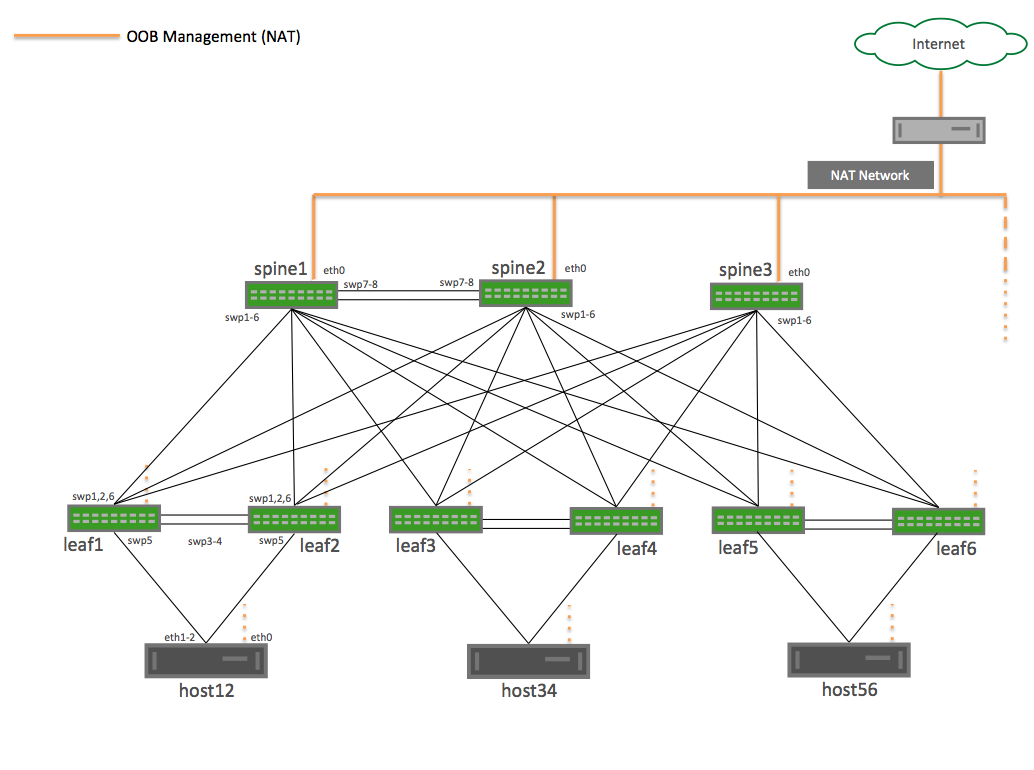 OOB Management (NAT)
Internet
NAT Network
spine1
eth0
swp7-8
swp7-8
spine2
eth0
spine3
eth0
swp1-6
swp1-6
swp1-6
swp1,2,6
swp1,2,6
leaf1
swp5
swp3-4
swp5
leaf2
leaf3
leaf4
leaf5
leaf6
eth1-2
eth0
host12
host34
host56